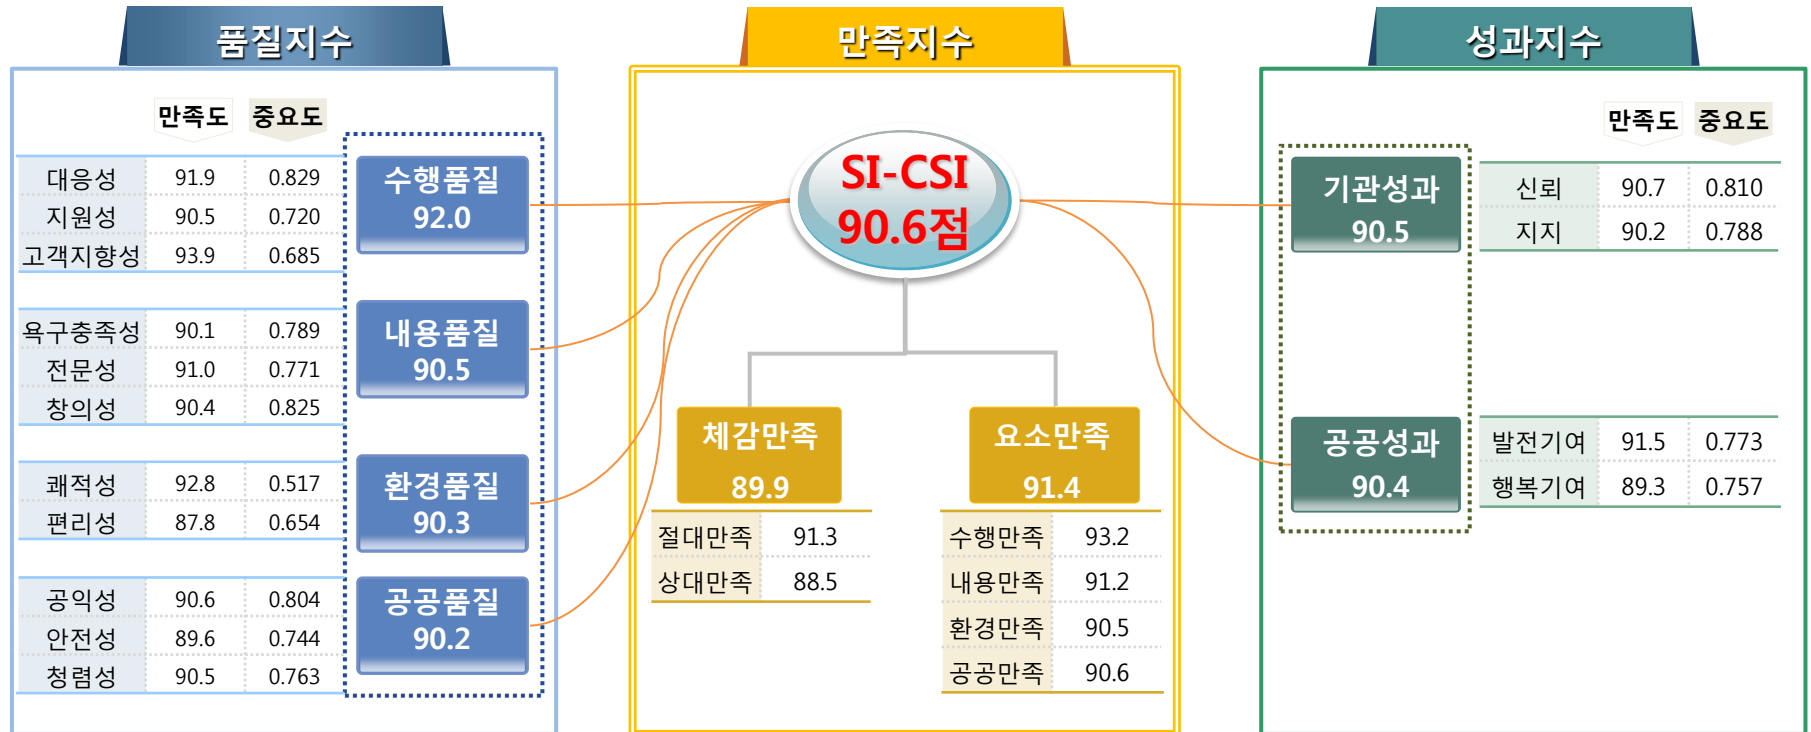 품질지수
만족도 중요도
대응성 91.9 0.829
지원성 90.5 0.720
고객지향성 93.9 0.685
수행품질
92.0
욕구충족성 90.1 0.789
전문성 91.0 0.771
창의성 90.4 0.825
내용품질
90.5
쾌적성 92.8 0.517
편리성 87.8 0.654
환경품질
90.3
공익성 90.6 0.804
안전성 89.6 0.744
청렴성 90.5 0.763
공공품질
90.2
만족지수
SI-CSI
90.6점
체감만족
89.9
절대만족 91.3
상대만족 88.5
요소만족
91.4
수행만족 93.2
내용만족 91.2
환경만족 90.5
공공만족 90.6
성과지수
만족도 중요도
기관성과
90.5
신뢰 90.7 0.810
지지 90.2 0.788
공공성과
90.4
발전기여 91.5 0.773
행복기여 89.3 0.757